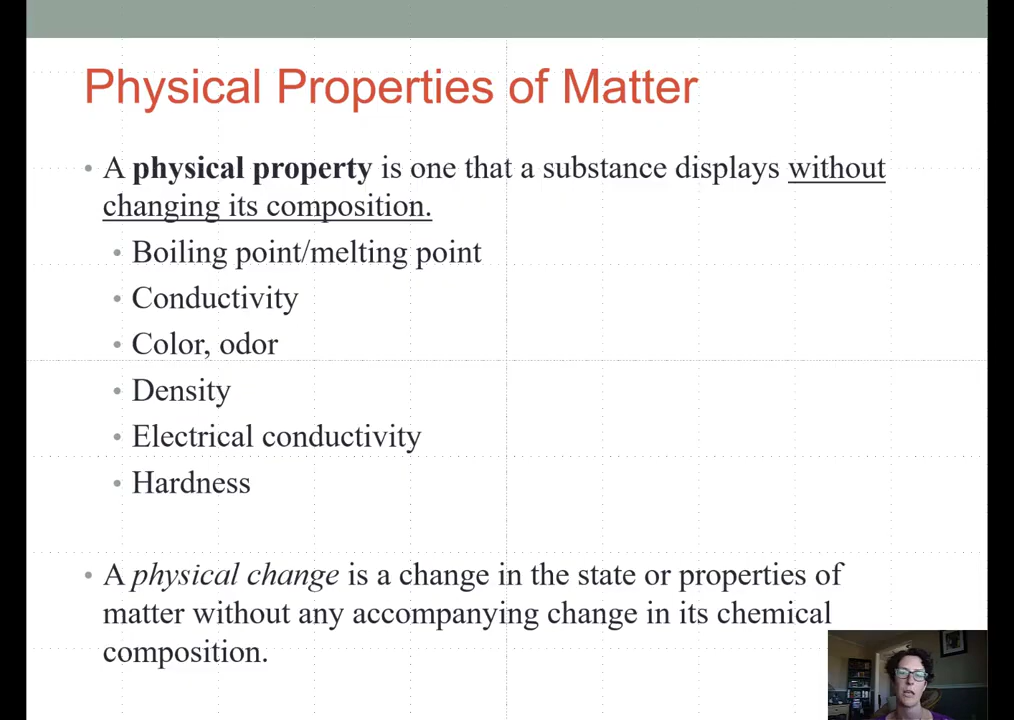 Physical Properties of Matter
• A physical property is one that a substance displays without
changing its composition.
• Boiling point/melting point
• Conductivity
• Color, odor
• Density
• Electrical conductivity
• Hardness
• A physical change is a change in the state or properties of
matter without any accompanying change in its chemical
composition.